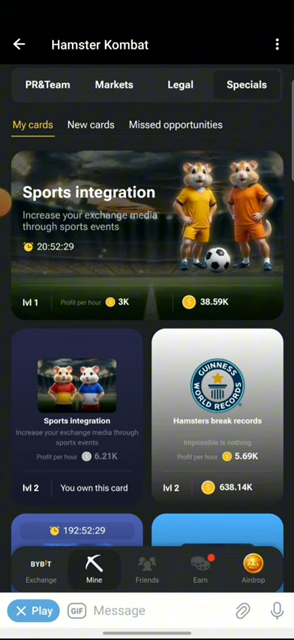 Hamster Kombat
PR&Team Markets Legal Specials
My cards New cards Missed opportunities
Sports integration
Increase your exchange media
through sports events
20:52:29
lvl 1 Profit per hour 3K 38.59K
Sports integration
Increase your exchange media through
sports events
Profit per hour 6.21K
lvl 2 You own this card
GUINNESS
WORLD RECORDS
Hamsters break records
Impossible is nothing
Profit per hour 5.69K
lvl 2 638.14K
192:52:29
BYBIT
Exchange Mine Friends Earn Airdrop
Play GIF Message